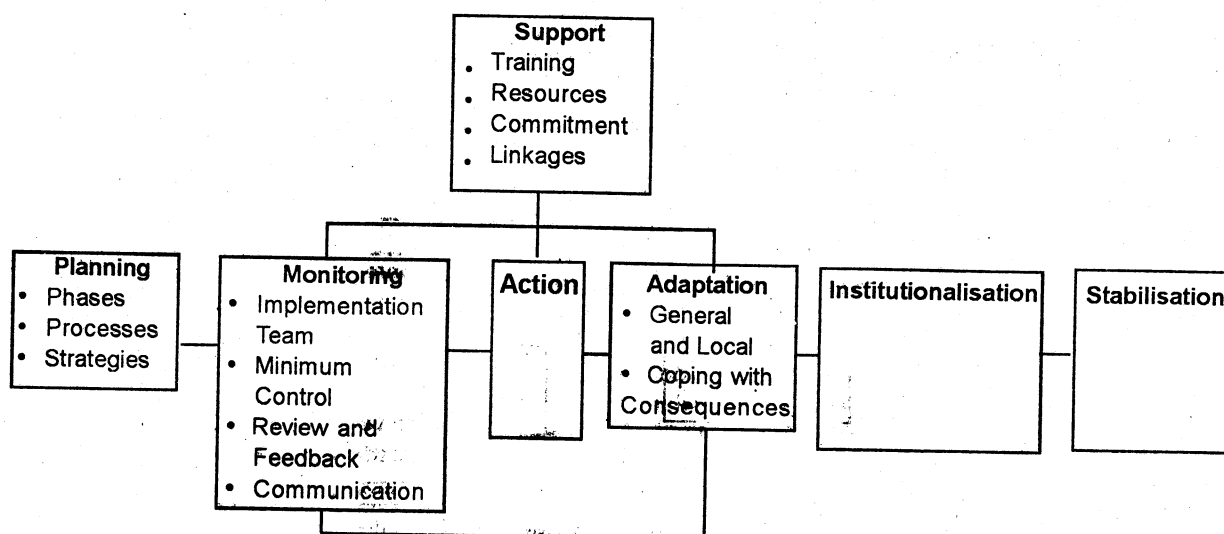 Support
• Training
• Resources
• Commitment
• Linkages
Planning
• Phases
• Processes
• Strategies
Monitoring
• Implementation
Team
• Minimum
Control
• Review and
Feedback
• Communication
Action
Adaptation
• General
and Local
• Coping with
Consequences
Institutionalisation
Stabilisation